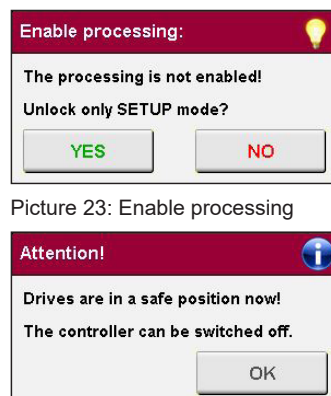 Enable processing:
The processing is not enabled!
Unlock only SETUP mode?
YES NO
Picture 23: Enable processing
Attention!
Drives are in a safe position now!
The controller can be switched off.
OK